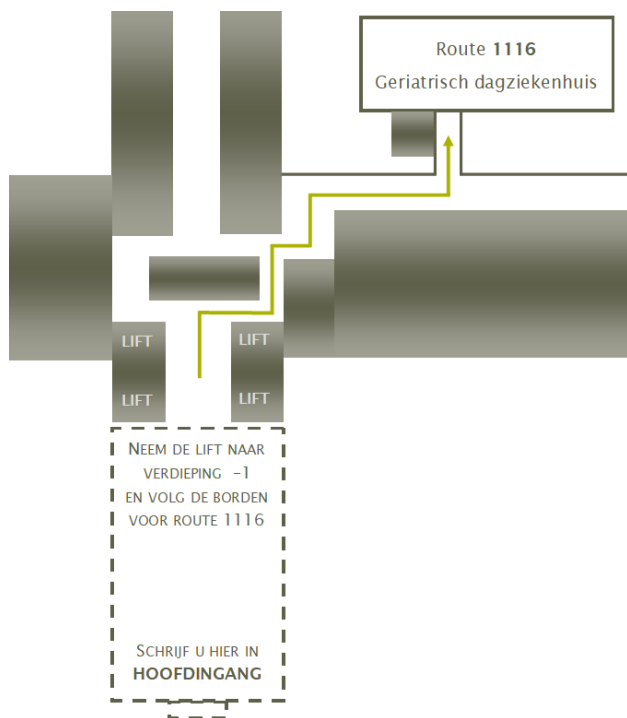 Route 1116
Geriatrisch dagziekenhuis
LIFT LIFT
LIFT LIFT
NEEM DE LIFT NAAR
VERDIEPING -1
EN VOLG DE BORDEN
VOOR ROUTE 1116
SCHRIJF U HIER IN
HOOFDINGANG